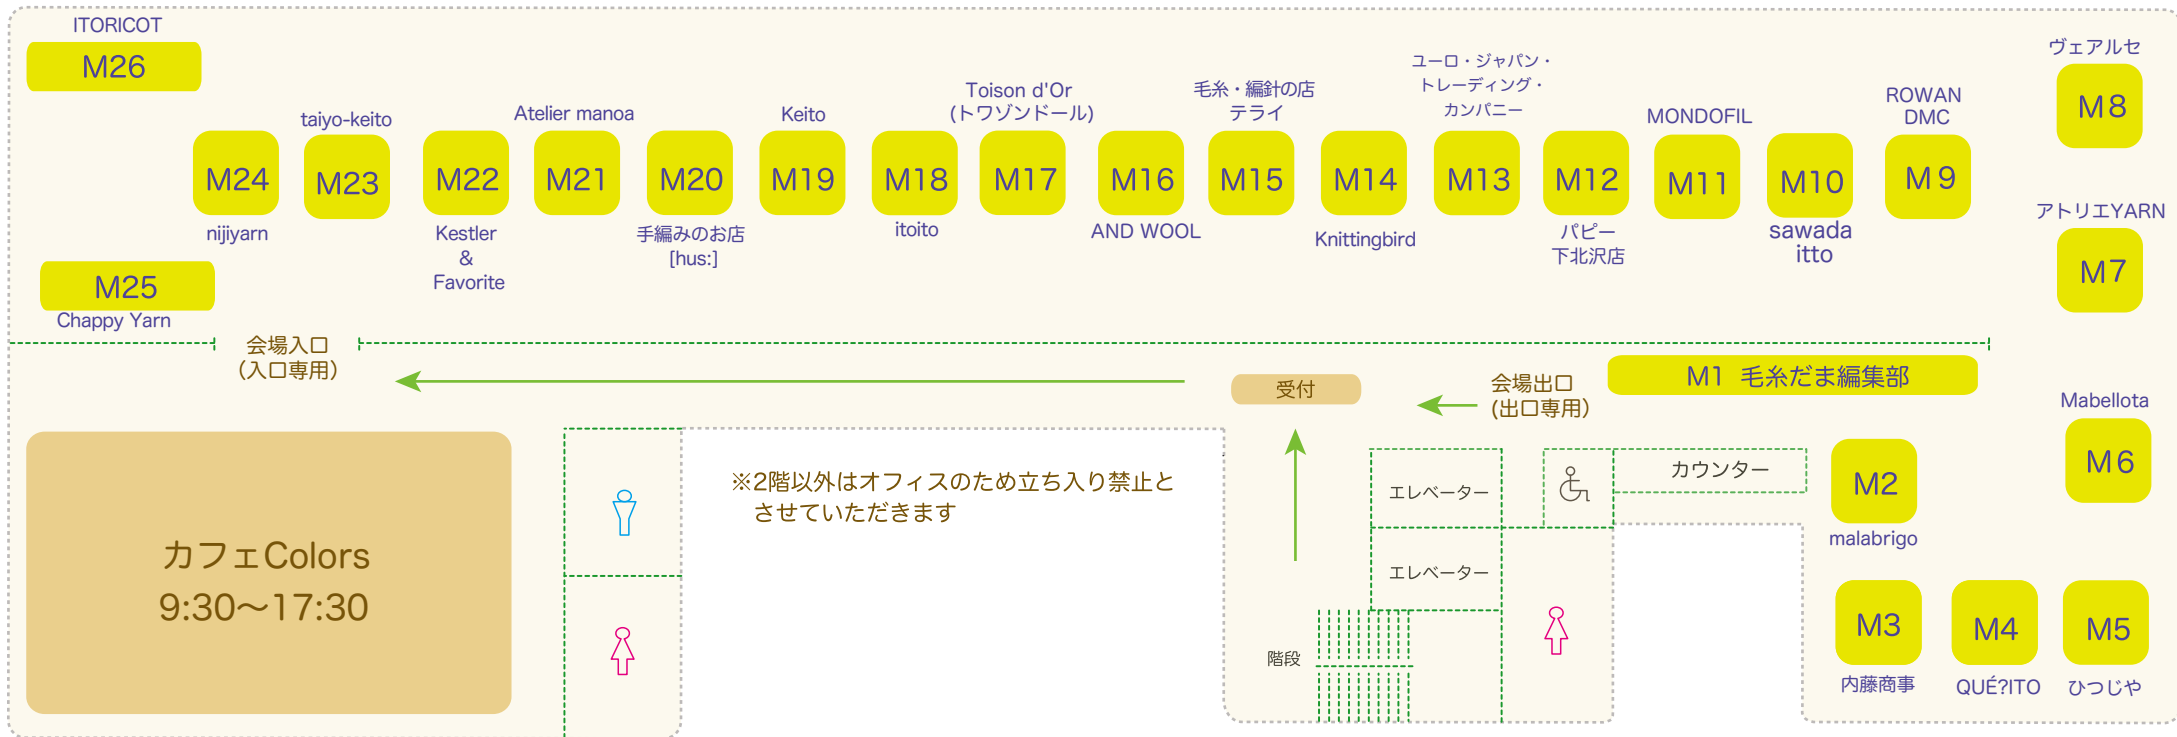 ITORICOT
M26
taiyo-keito
M24
M23
nijiyarn
M25
Chappy Yarn
M22
Kestler
&
Favorite
Atelier manoa
M21
M20
手編みのお店
[hus:]
Keito
M19
M18
itoito
Toison d'Or
(トワゾンドール)
M17
M16
AND WOOL
毛糸・編針の店
テライ
M15
M14
Knittingbird
ユーロ・ジャパン・
トレーディング・
カンパニー
M13
M12
パピー
下北沢店
MONDOFIL
M11
M10
sawada
itto
ROWAN
DMC
M9
ヴェアルセ
M8
アトリエYARN
M7
会場入口
(入口専用)
受付
会場出口
(出口専用)
M1 毛糸だま編集部
Mabellota
M6
カフェColors
9:30〜17:30
※2階以外はオフィスのため立ち入り禁止と
させていただきます
エレベーター
エレベーター
階段
カウンター
M2
malabrigo
M3
内藤商事
M4
QUÉ?ITO
M5
ひつじや